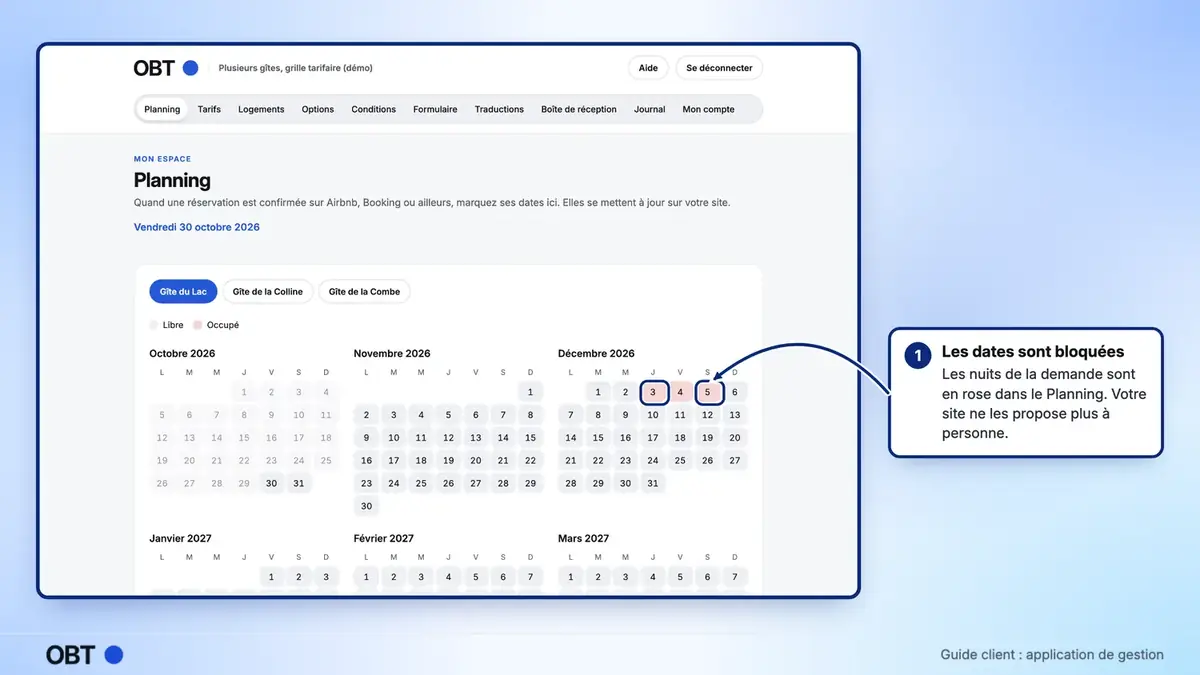 OBT
Plusieurs gîtes, grille tarifaire (démo)
Aide
Se déconnecter
Planning
Tarifs
Logements
Options
Conditions
Formulaire
Traductions
Boîte de réception
Journal
Mon compte
MON ESPACE
Planning
Quand une réservation est confirmée sur Airbnb, Booking ou ailleurs, marquez ses dates ici. Elles se mettent à jour sur votre site.
Vendredi 30 octobre 2026
Gîte du Lac
Gîte de la Colline
Gîte de la Combe
Libre
Occupé
Octobre 2026
L M M J V S D
1 2 3 4
5 6 7 8 9 10 11
12 13 14 15 16 17 18
19 20 21 22 23 24 25
26 27 28 29 30 31
Novembre 2026
L M M J V S D
1
2 3 4 5 6 7 8
9 10 11 12 13 14 15
16 17 18 19 20 21 22
23 24 25 26 27 28 29
30
Décembre 2026
L M M J V S D
1 2 3 4 5 6
7 8 9 10 11 12 13
14 15 16 17 18 19 20
21 22 23 24 25 26 27
28 29 30 31
Janvier 2027
L M M J V S D
1 2 3
Février 2027
L M M J V S D
1 2 3 4 5 6 7
Mars 2027
L M M J V S D
1 2 3 4 5 6 7
1
Les dates sont bloquées
Les nuits de la demande sont
en rose dans le Planning. Votre
site ne les propose plus à
personne.
OBT
Guide client : application de gestion